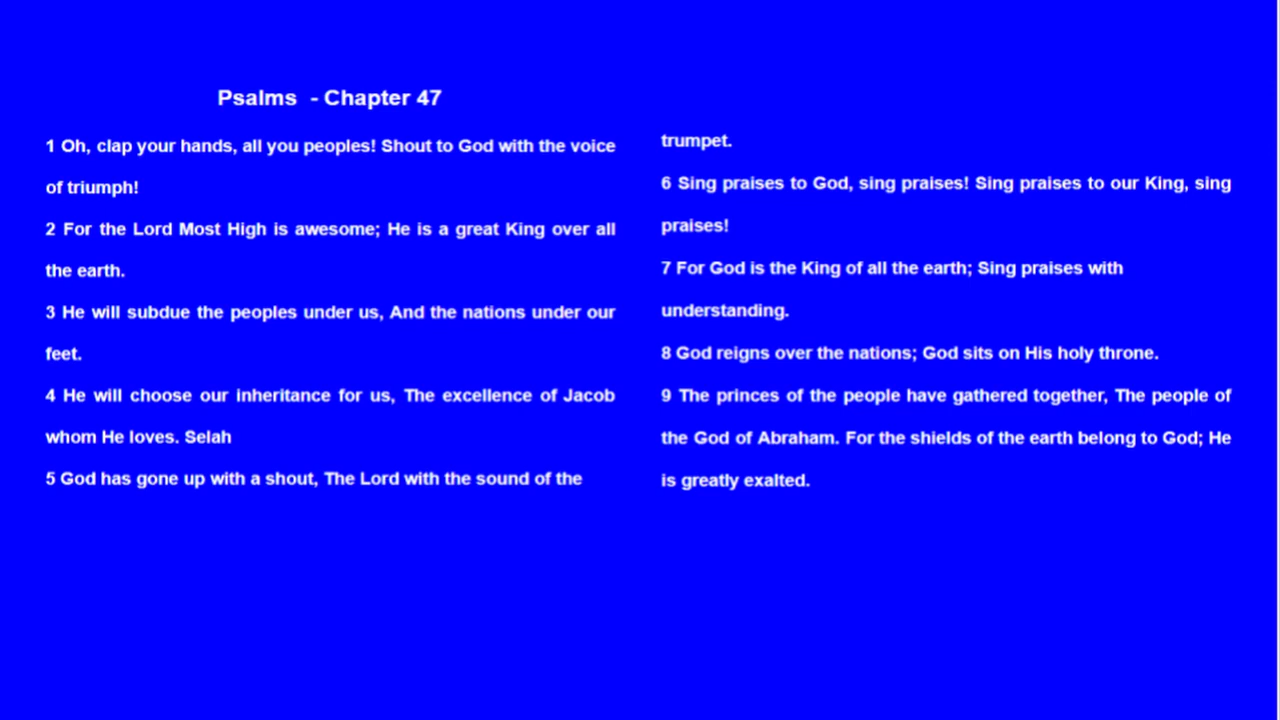 Psalms - Chapter 47
1 Oh, clap your hands, all you peoples! Shout to God with the voice
of triumph!
2 For the Lord Most High is awesome; He is a great King over all
the earth.
3 He will subdue the peoples under us, And the nations under our
feet.
4 He will choose our inheritance for us, The excellence of Jacob
whom He loves. Selah
5 God has gone up with a shout, The Lord with the sound of the
trumpet.
6 Sing praises to God, sing praises! Sing praises to our King, sing
praises!
7 For God is the King of all the earth; Sing praises with
understanding.
8 God reigns over the nations; God sits on His holy throne.
9 The princes of the people have gathered together, The people of
the God of Abraham. For the shields of the earth belong to God; He
is greatly exalted.